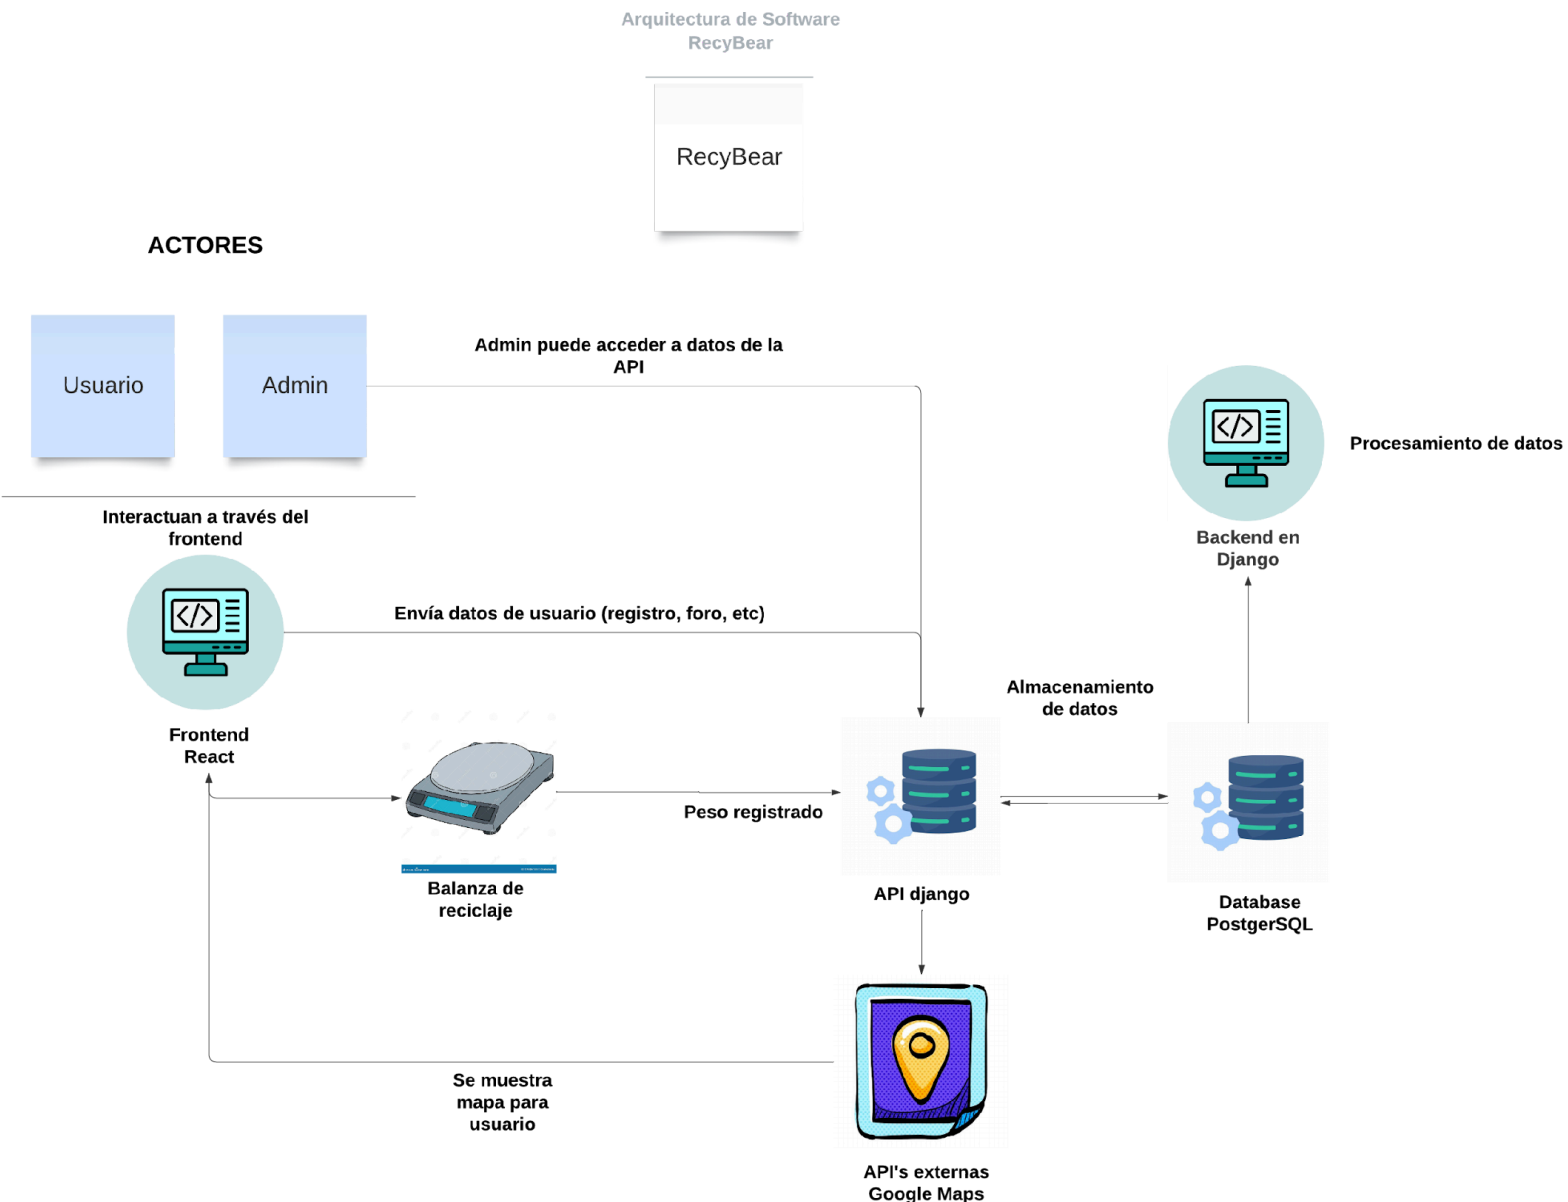 Arquitectura de Software
RecyBear
RecyBear
ACTORES
Usuario
Admin
Admin puede acceder a datos de la
API
Interactuan a través del
frontend
Procesamiento de datos
Backend en
Django
Envía datos de usuario (registro, foro, etc)
Frontend
React
Almacenamiento
de datos
Peso registrado
Balanza de
reciclaje
API django
Database
PostgerSQL
Se muestra
mapa para
usuario
API's externas
Google Maps